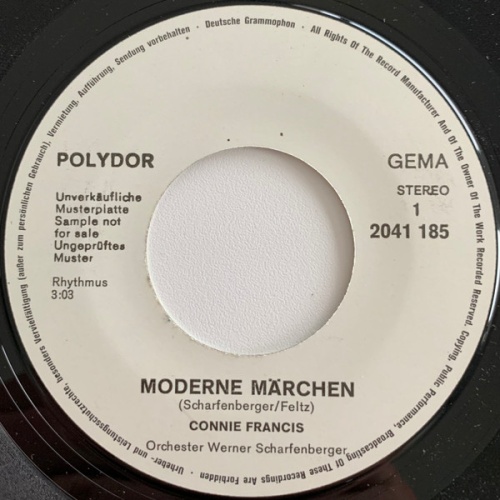 Urheber- und Leistungsschutzrechte, besonders Vervielfältigung (außer zum persönlichen Gebrauch), Vermietung, Aufführung, Sendung vorbehalten · Deutsche Grammophon · All Rights Of The Record Manufacturer And Of The Owner Of The Work Recorded Reserved. Copying, Public Performance, Broadcasting Of These Recordings Are Forbidden
POLYDOR
GEMA
Unverkäufliche
Musterplatte
Sample not
for sale
Ungeprüftes
Muster
STEREO
1
2041 185
Rhythmus
3:03
MODERNE MÄRCHEN
(Scharfenberger/Feltz)
CONNIE FRANCIS
Orchester Werner Scharfenberger